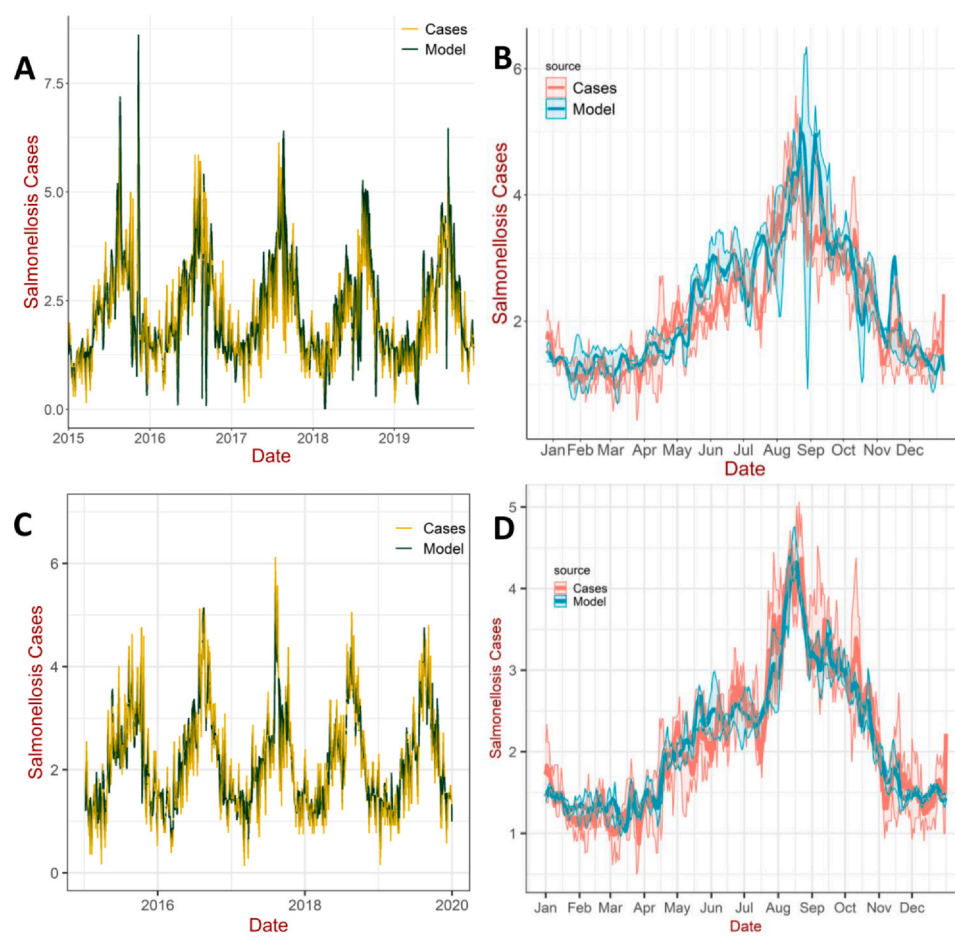 A
Cases
Model
Salmonellosis Cases
7.5
5.0
2.5
0.0
2015 2016 2017 2018 2019
Date
B
source
Cases
Model
Salmonellosis Cases
6
4
2
Jan Feb Mar Apr May Jun Jul Aug Sep Oct Nov Dec
Date
C
Cases
Model
Salmonellosis Cases
6
4
2
0
2016 2018 2020
Date
D
source
Cases
Model
Salmonellosis Cases
5
4
3
2
1
Jan Feb Mar Apr May Jun Jul Aug Sep Oct Nov Dec
Date